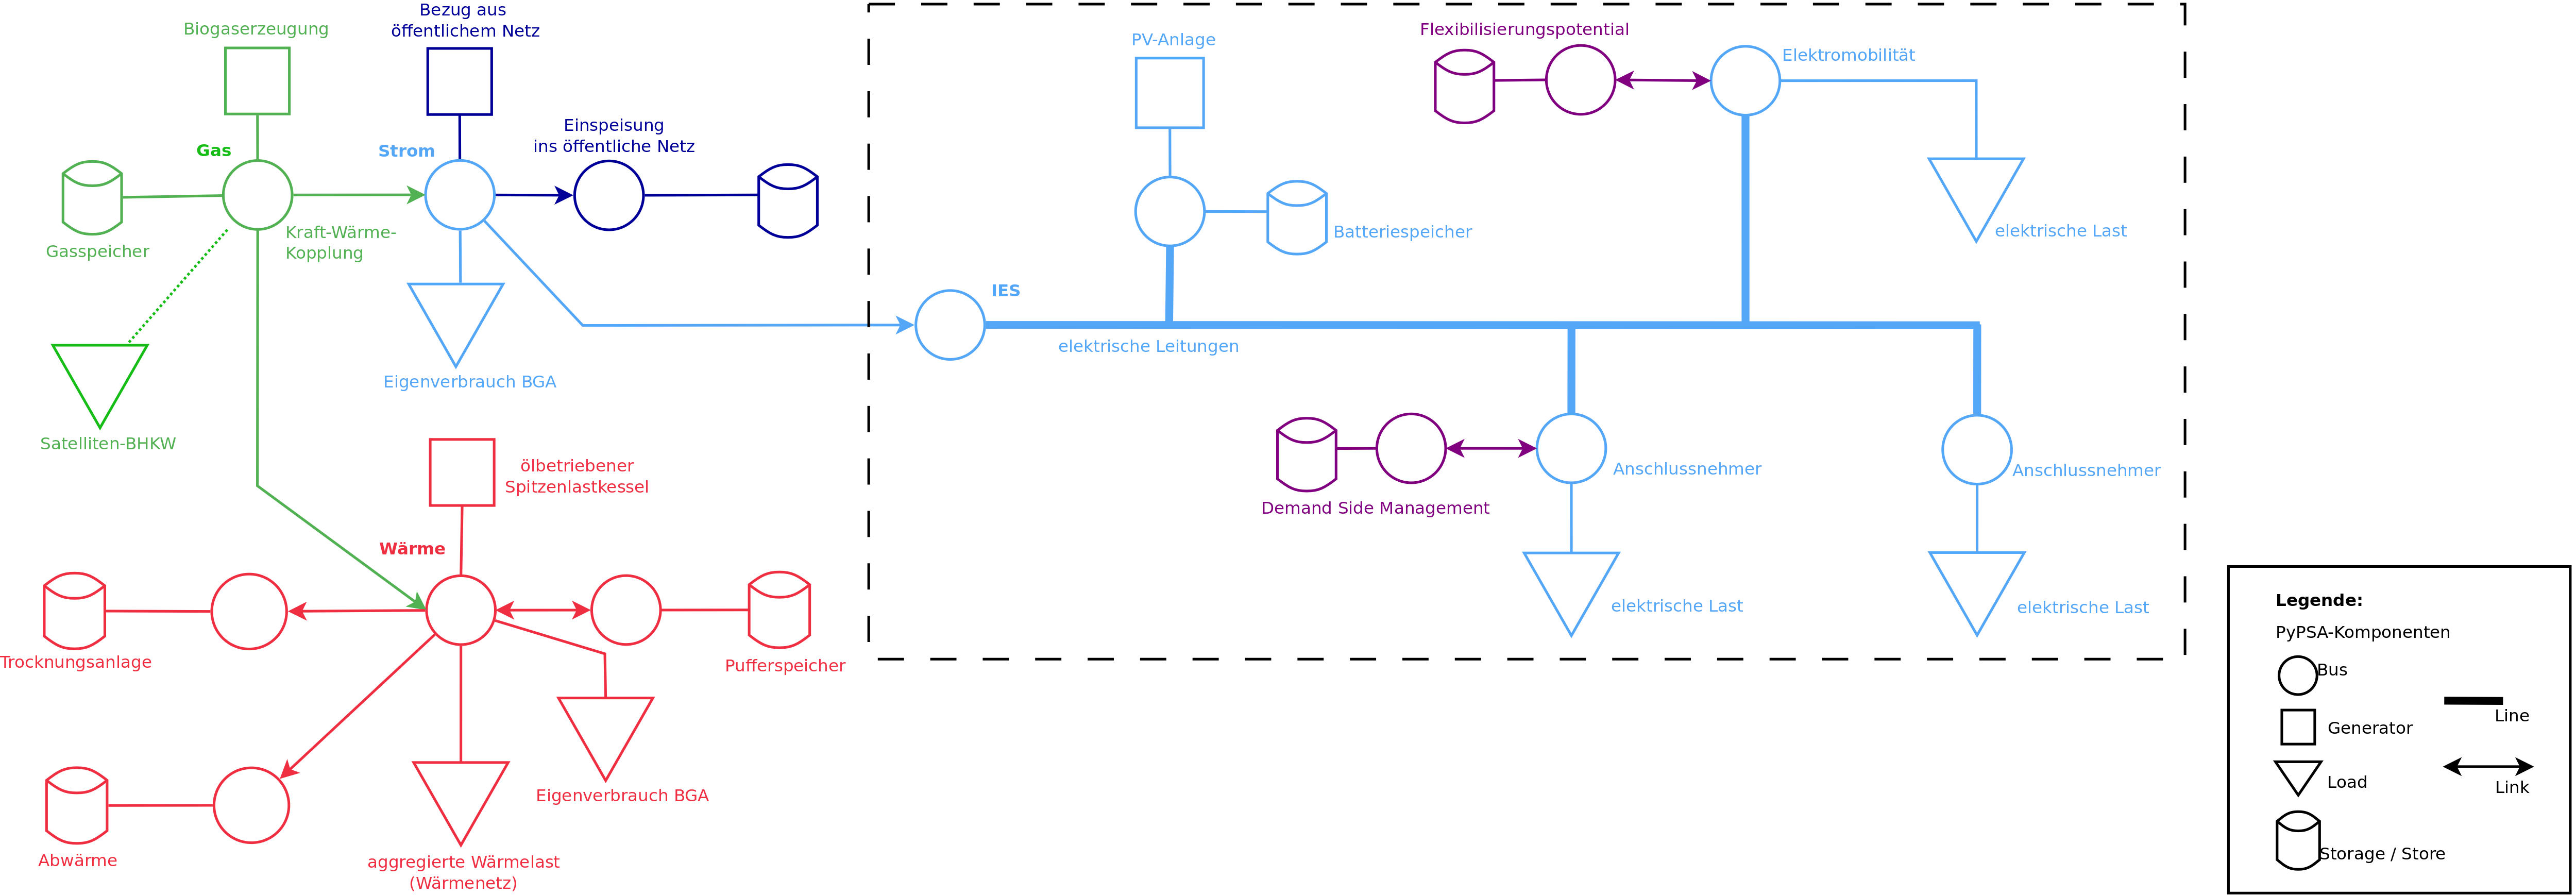 Biogaserzeugung
Bezug aus
öffentlichem Netz
Einspeisung
ins öffentliche Netz
Gas
Strom
Kraft-Wärme-
Kopplung
Gasspeicher
Satelliten-BHKW
Eigenverbrauch BGA
ölbetriebener
Spitzenlastkessel
Wärme
Trocknungsanlage
Pufferspeicher
Eigenverbrauch BGA
Abwärme
aggregierte Wärmelast
(Wärmenetz)
PV-Anlage
Flexibilisierungspotential
Elektromobilität
Batteriespeicher
elektrische Last
IES
elektrische Leitungen
Anschlussnehmer
Anschlussnehmer
Demand Side Management
elektrische Last
elektrische Last
Legende:
PyPSA-Komponenten
Bus
Line
Generator
Load
Link
Storage / Store